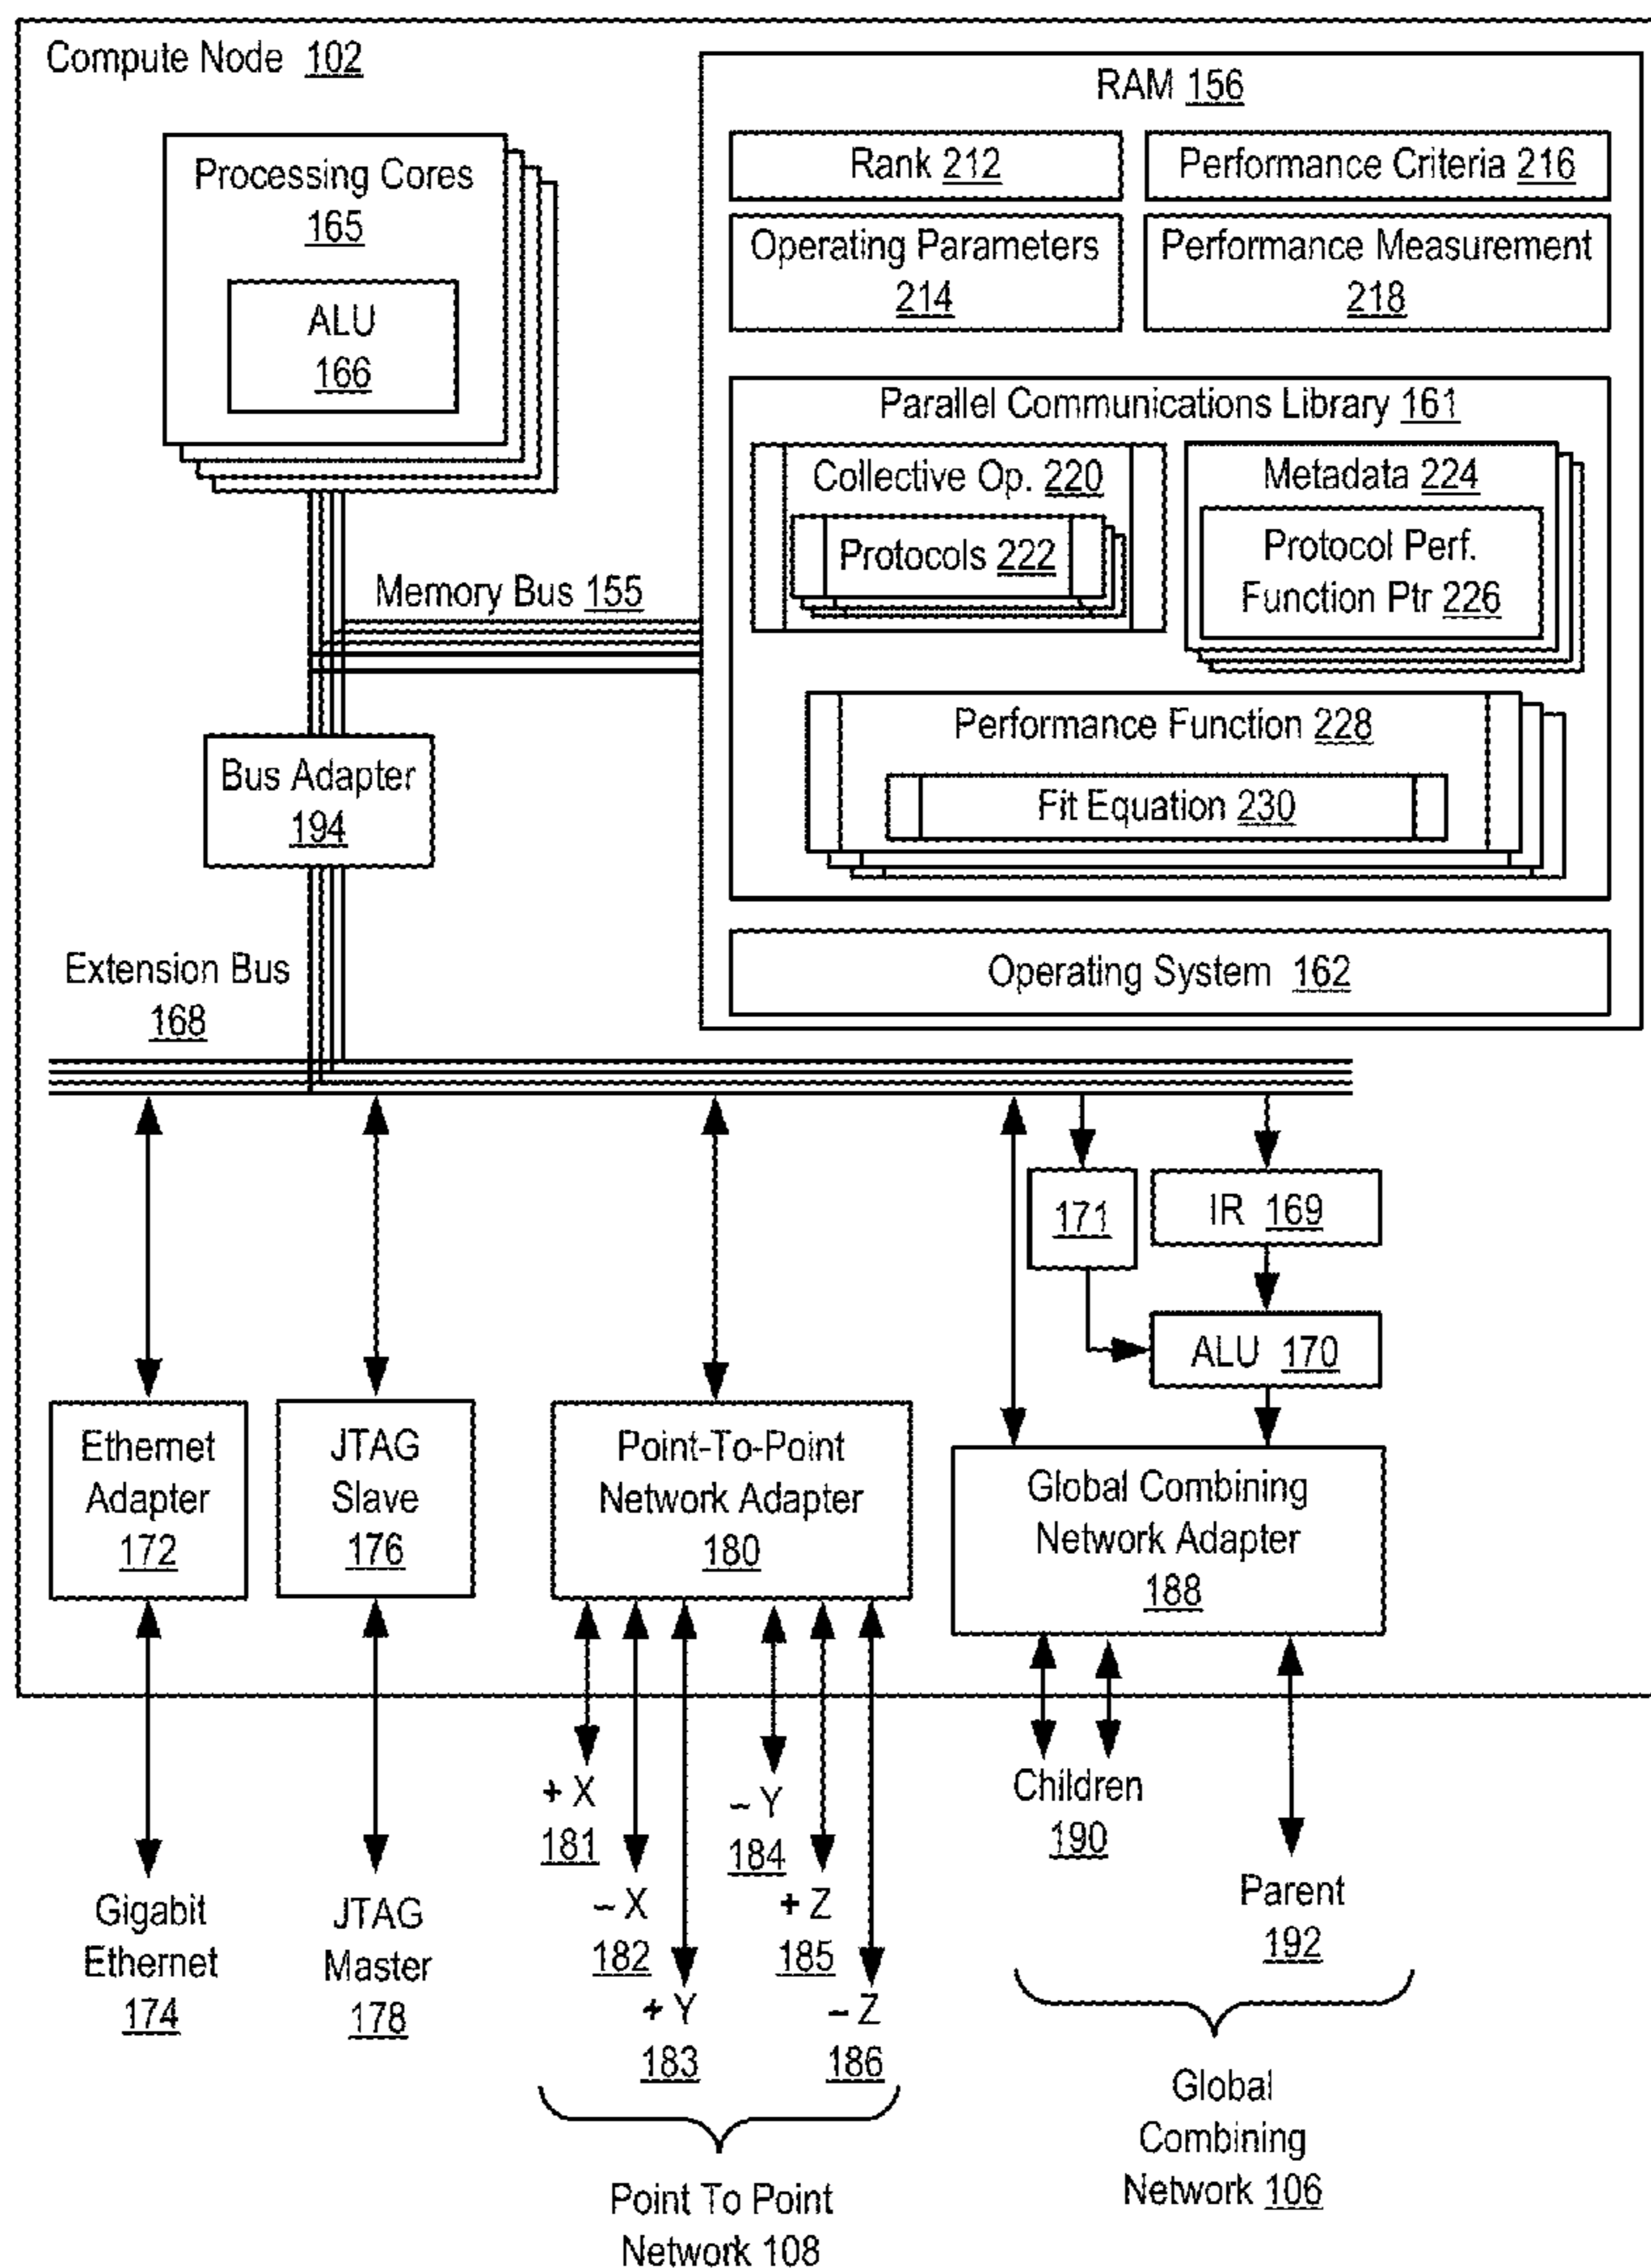 Compute Node 102
RAM 156
Processing Cores
165
ALU
166
Rank 212
Performance Criteria 216
Operating Parameters
214
Performance Measurement
218
Parallel Communications Library 161
Collective Op. 220
Protocols 222
Metadata 224
Protocol Perf.
Function Ptr 226
Memory Bus 155
Performance Function 228
Fit Equation 230
Bus Adapter
194
Operating System 162
Extension Bus
168
171
IR 169
ALU 170
Ethernet
Adapter
172
JTAG
Slave
176
Point-To-Point
Network Adapter
180
Global Combining
Network Adapter
188
+ X
181
- X
182
+ Y
183
- Y
184
+ Z
185
- Z
186
Children
190
Parent
192
Gigabit
Ethernet
174
JTAG
Master
178
Point To Point
Network 108
Global
Combining
Network 106